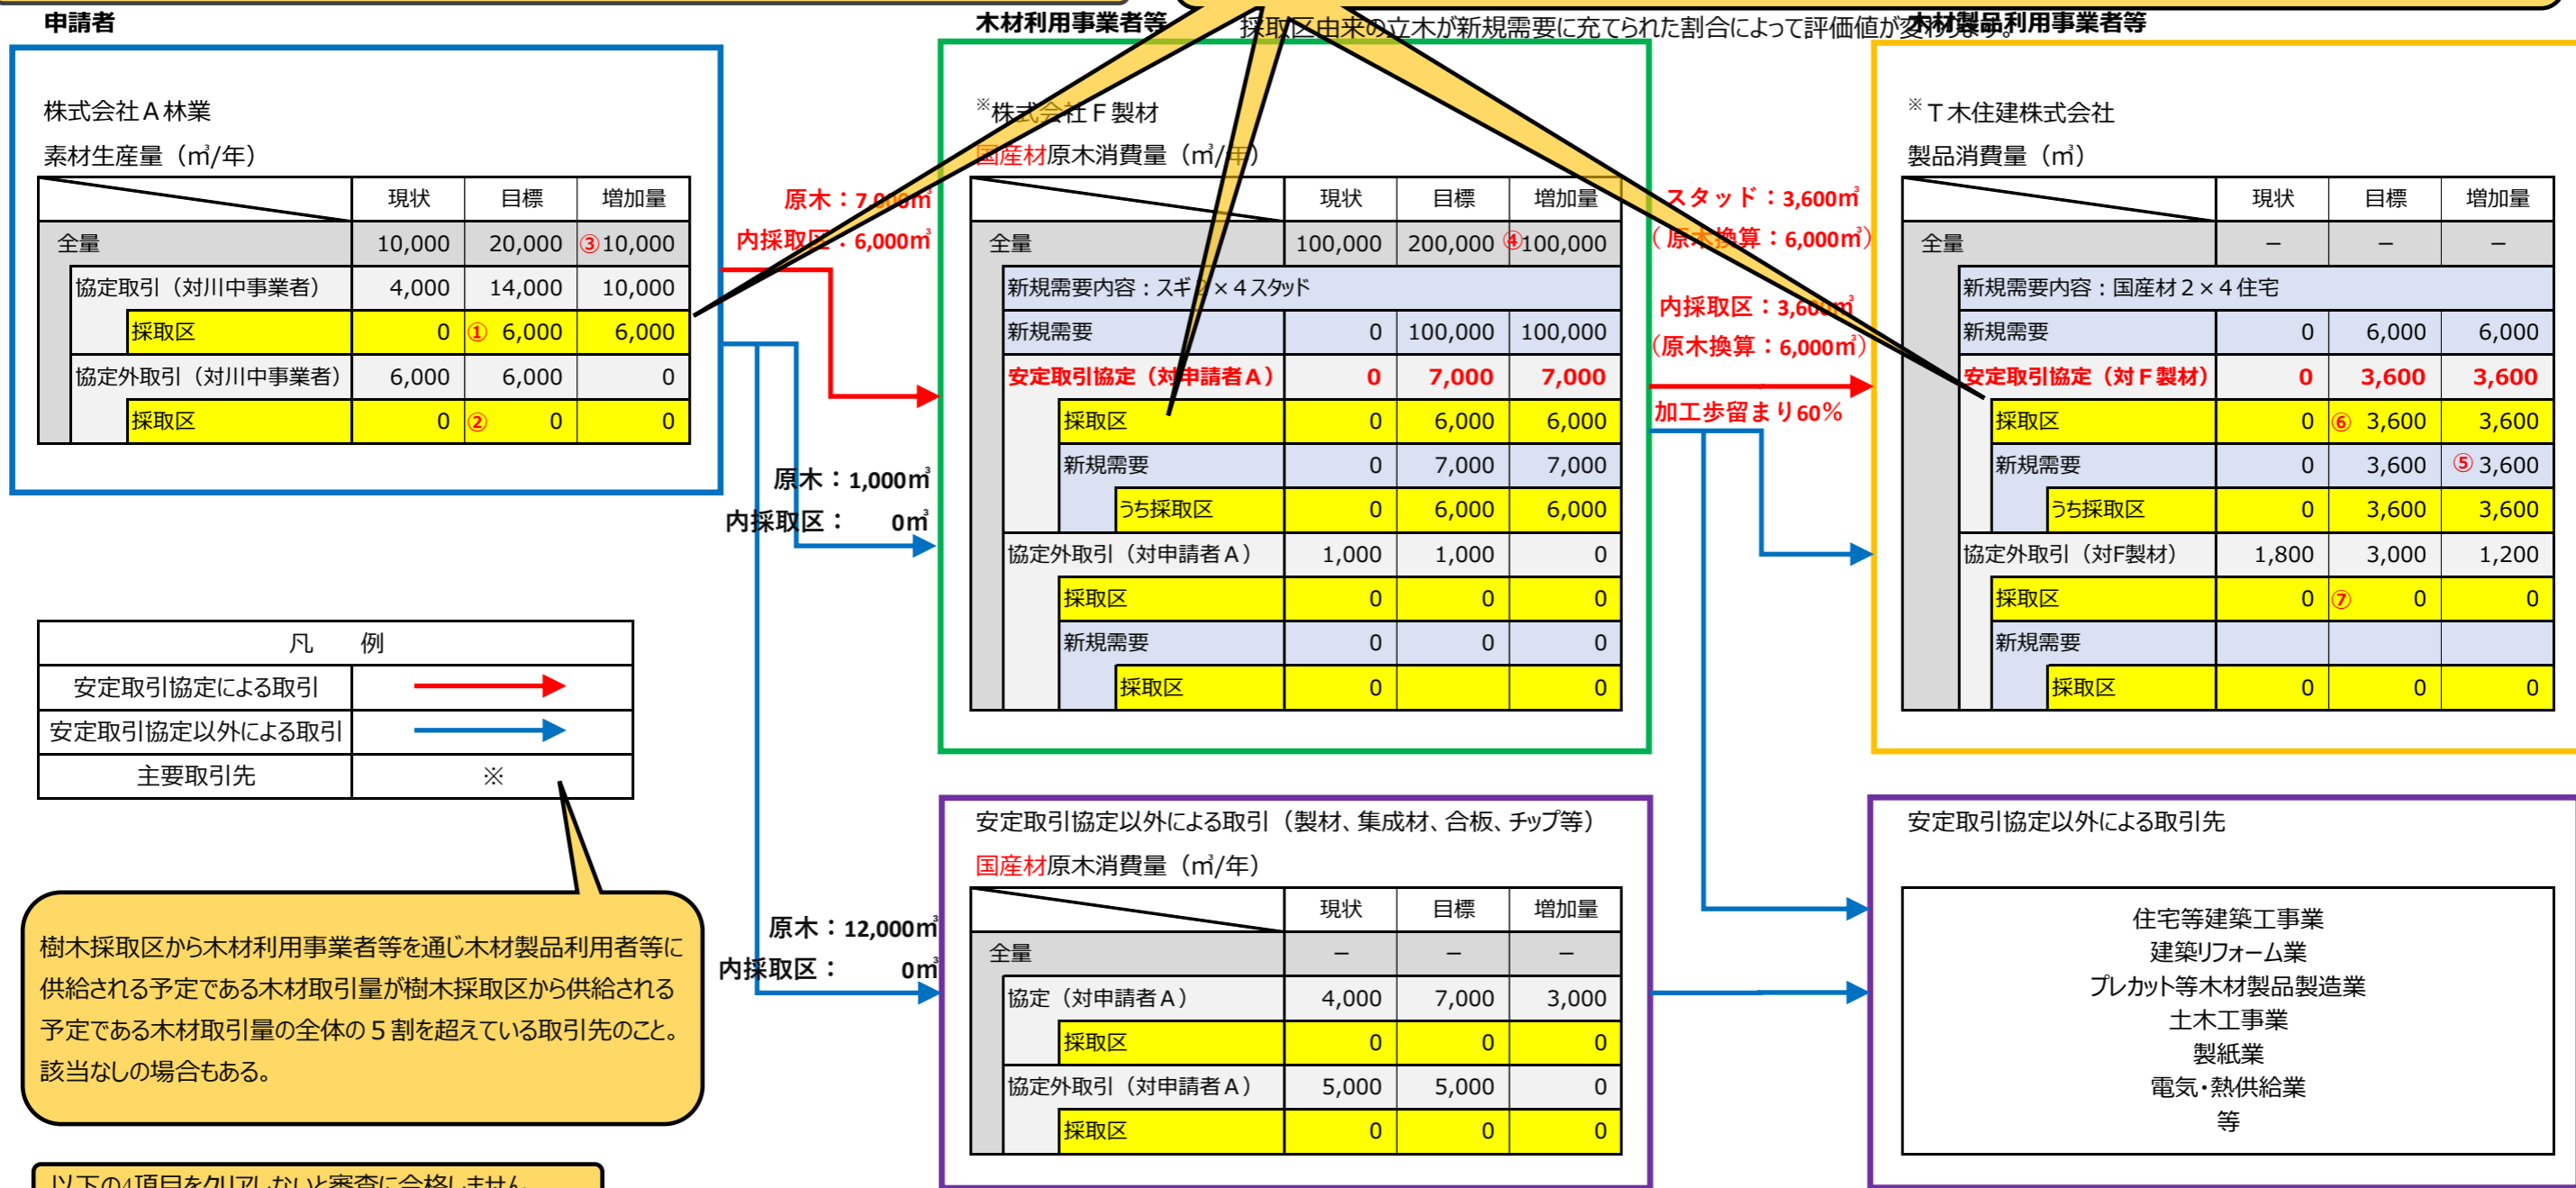 申請者
木材利用事業者等
採取区由来の立木が新規需要に充てられた割合によって評価値が変わります。
木材製品利用事業者等
株式会社Ａ林業
素材生産量（㎥/年）
現状 目標 増加量
全量 10,000 20,000 ③10,000
協定取引（対川中事業者） 4,000 14,000 10,000
採取区 0 ① 6,000 6,000
協定外取引（対川中事業者） 6,000 6,000 0
採取区 0 ② 0 0
原木：7,000㎥
内採取区：6,000㎥
原木：1,000㎥
内採取区： 0㎥
原木：12,000㎥
内採取区： 0㎥
※株式会社Ｆ製材
国産材原木消費量（㎥/年）
現状 目標 増加量
全量 100,000 200,000 ④100,000
新規需要内容：スギ２×４スタッド
新規需要 0 100,000 100,000
安定取引協定（対申請者Ａ） 0 7,000 7,000
採取区 0 6,000 6,000
新規需要 0 7,000 7,000
うち採取区 0 6,000 6,000
協定外取引（対申請者Ａ） 1,000 1,000 0
採取区 0 0 0
新規需要 0 0 0
採取区 0 0
スタッド：3,600㎥
（原木換算：6,000㎥）
内採取区：3,600㎥
（原木換算：6,000㎥）
加工歩留まり60％
※Ｔ木住建株式会社
製品消費量（㎥）
現状 目標 増加量
全量 － － －
新規需要内容：国産材２×４住宅
新規需要 0 6,000 6,000
安定取引協定（対Ｆ製材） 0 3,600 3,600
採取区 0 ⑥ 3,600 3,600
新規需要 0 3,600 ⑤ 3,600
うち採取区 0 3,600 3,600
協定外取引（対F製材） 1,800 3,000 1,200
採取区 0 ⑦ 0 0
新規需要
採取区 0 0 0
凡 例
安定取引協定による取引
安定取引協定以外による取引
主要取引先 ※
樹木採取区から木材利用事業者等を通じ木材製品利用者等に
供給される予定である木材取引量が樹木採取区から供給される
予定である木材取引量の全体の５割を超えている取引先のこと。
該当なしの場合もある。
以下の4項目をクリアしないと審査に合格しません
安定取引協定以外による取引（製材、集成材、合板、チップ等）
国産材原木消費量（㎥/年）
現状 目標 増加量
全量 － － －
協定（対申請者Ａ） 4,000 7,000 3,000
採取区 0 0 0
協定外取引（対申請者Ａ） 5,000 5,000 0
採取区 0 0 0
安定取引協定以外による取引先
住宅等建築工事業
建築リフォーム業
プレカット等木材製品製造業
土木工事業
製紙業
電気・熱供給業
等